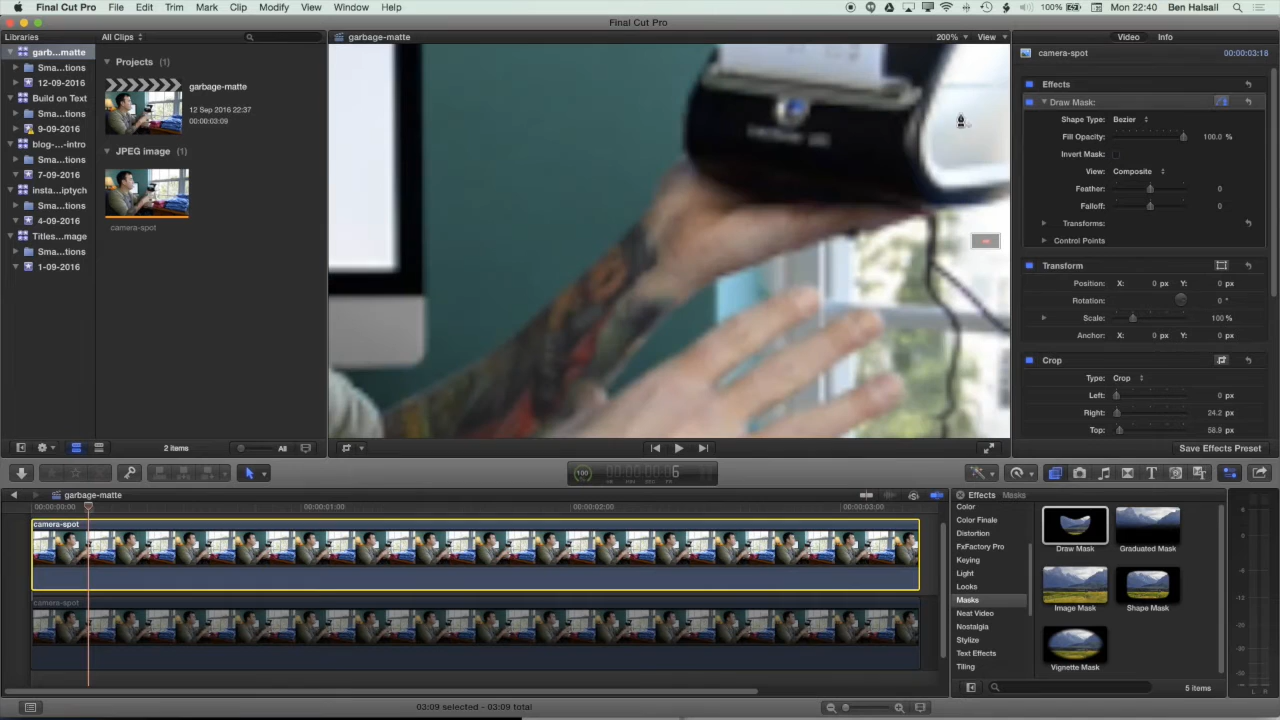 Final Cut Pro File Edit Trim Mark Clip Modify View Window Help 100% Mon 22:40 Ben Halsall
Final Cut Pro
Libraries All Clips garbage-matte 200% View Video Info
garb...matte
Sma...tions
12-09-2016
Build on Text
Sma...tions
9-09-2016
blog-...-intro
Sma...tions
7-09-2016
insta...iptych
Sma...tions
4-09-2016
Titles...mage
Sma...tions
1-09-2016
Projects (1)
garbage-matte
12 Sep 2016 22:37
00:00:03:09
JPEG image (1)
camera-spot
camera-spot 00:00:03:18
Effects
Draw Mask:
Shape Type: Bezier
Fill Opacity: 100.0 %
Invert Mask:
View: Composite
Feather: 0
Falloff: 0
Transforms:
Control Points
Transform
Position: X: 0 px Y: 0 px
Rotation: 0 °
Scale: 100 %
Anchor: X: 0 px Y: 0 px
Crop
Type: Crop
Left: 0 px
Right: 24.2 px
Top: 58.9 px
2 items All Save Effects Preset
100 6
garbage-matte Effects Masks
00:00:00:00 00:00:01:00 00:00:02:00 00:00:03:00
camera-spot
camera-spot
Color
Color Finale
Distortion
FxFactory Pro
Keying
Light
Looks
Masks
Neat Video
Nostalgia
Stylize
Text Effects
Tiling
Draw Mask Graduated Mask
Image Mask Shape Mask
Vignette Mask
5 items
03:09 selected - 03:09 total